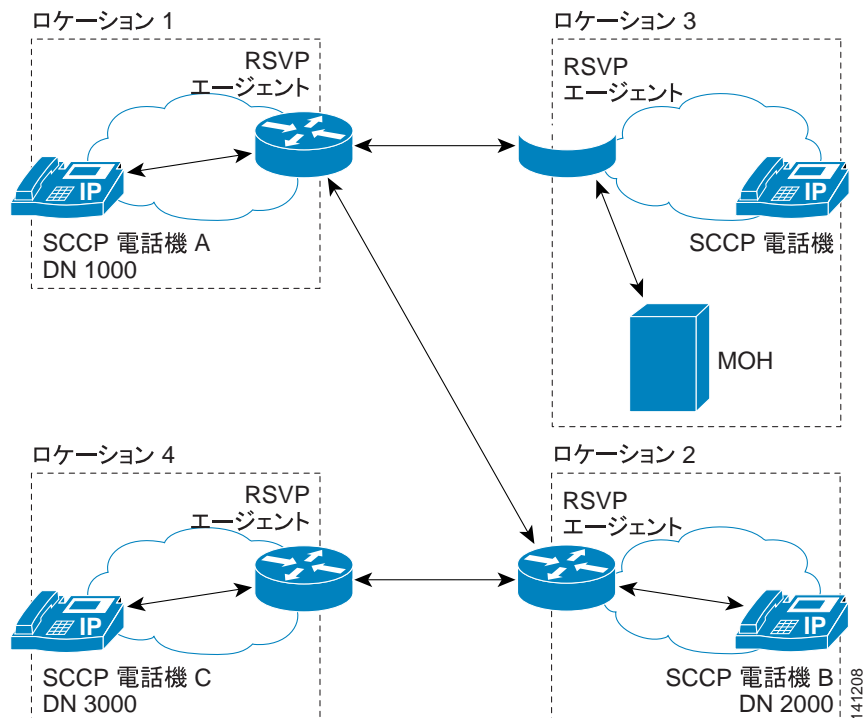 ロケーション 1
RSVP
エージェント
IP
SCCP 電話機 A
DN 1000
ロケーション 3
RSVP
エージェント
IP
SCCP 電話機
MOH
ロケーション 4
RSVP
エージェント
IP
SCCP 電話機 C
DN 3000
ロケーション 2
RSVP
エージェント
IP
SCCP 電話機 B
DN 2000
141208